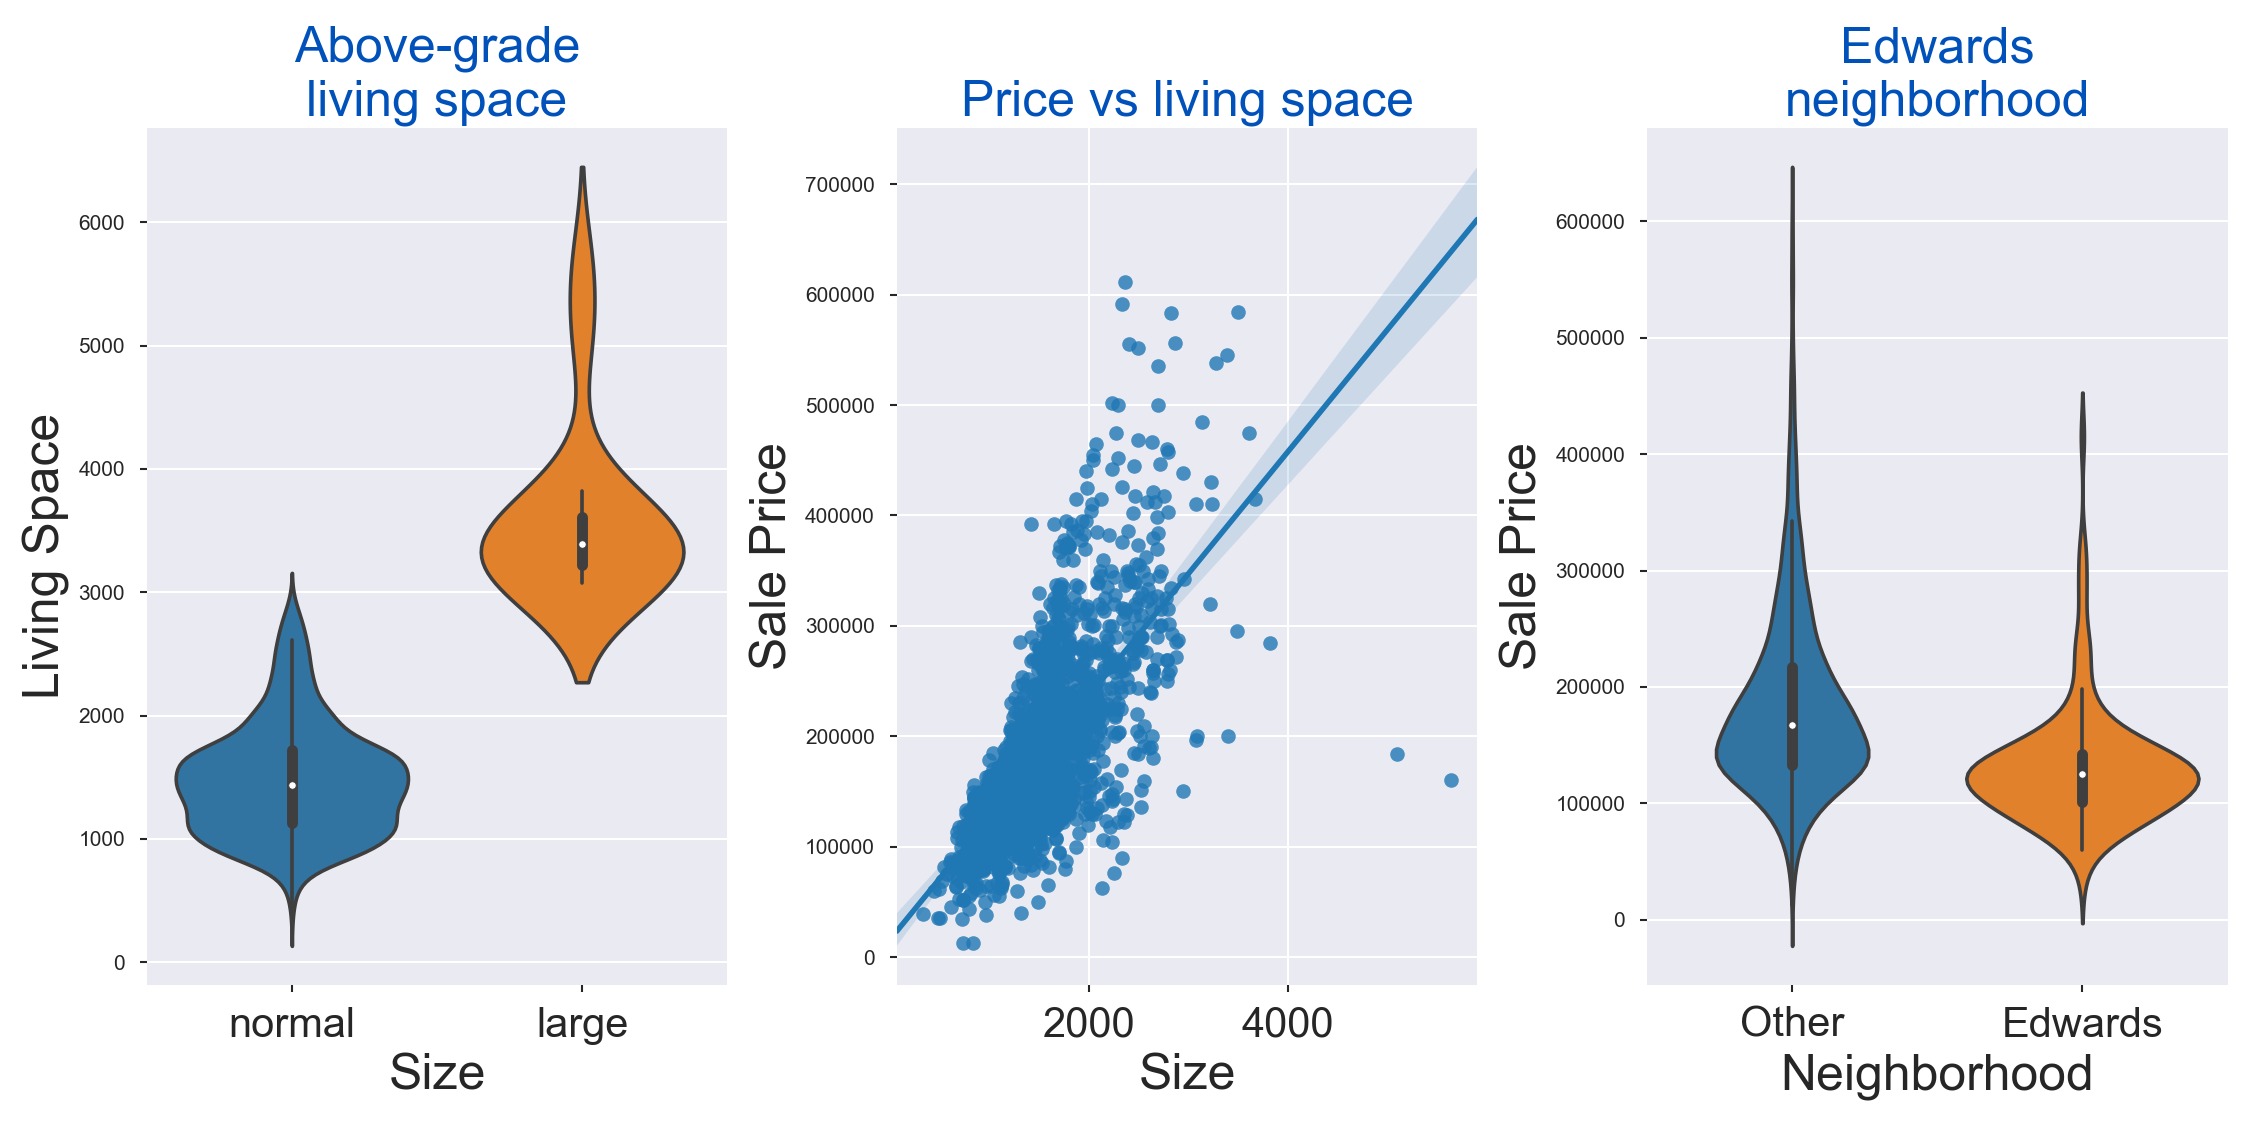 Above-grade
living space
6000
5000
4000
3000
2000
1000
0
Living Space
normal large
Size
Price vs living space
700000
600000
500000
400000
300000
200000
100000
0
Sale Price
2000 4000
Size
Edwards
neighborhood
600000
500000
400000
300000
200000
100000
0
Sale Price
Other Edwards
Neighborhood